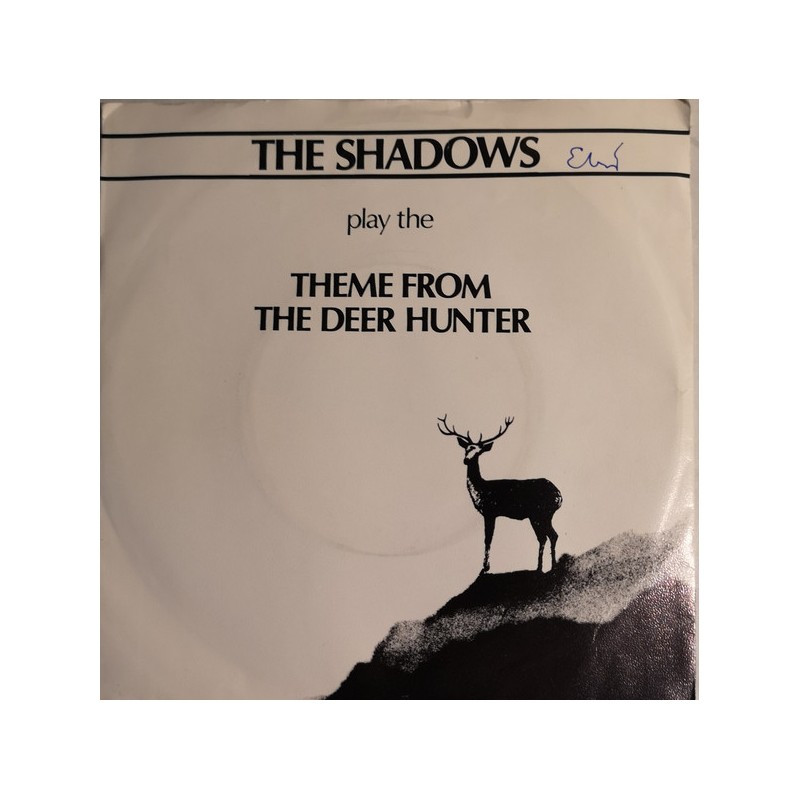 THE SHADOWS
play the
THEME FROM
THE DEER HUNTER